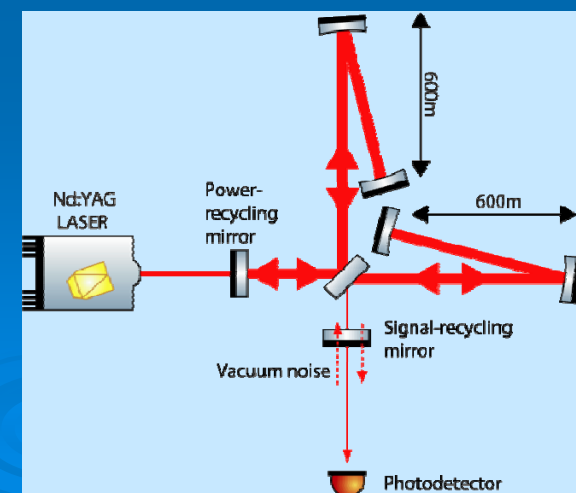 600m
Nd:YAG
LASER
Power-
recycling
mirror
600m
Signal-recycling
mirror
Vacuum noise
Photodetector